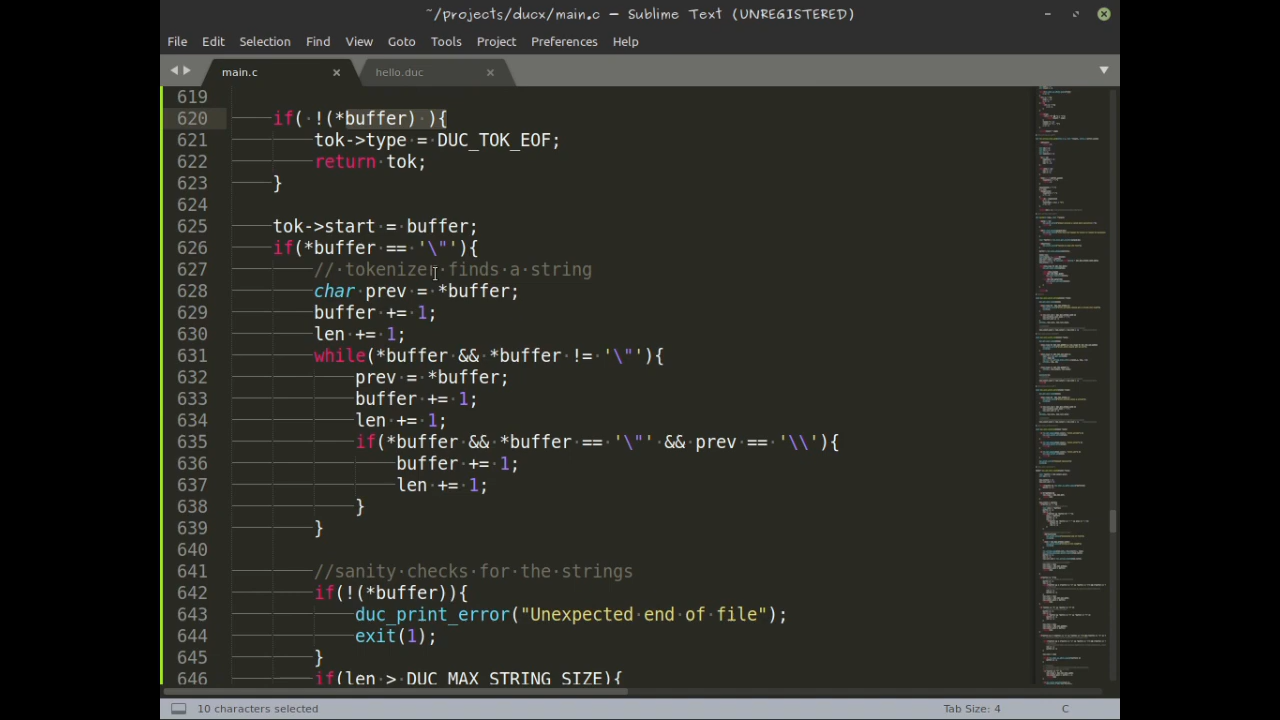 ~/projects/ducx/main.c — Sublime Text (UNREGISTERED)
File Edit Selection Find View Goto Tools Project Preferences Help
main.c hello.duc
619
620 if( !(*buffer) ){
621 tok->type = DUC_TOK_EOF;
622 return tok;
623 }
624
625 tok->start = buffer;
626 if(*buffer == '\"'){
627 // tokenizer finds a string
628 char prev = *buffer;
629 buffer += 1;
630 len += 1;
631 while(*buffer && *buffer != '\"'){
632 prev = *buffer;
633 buffer += 1;
634 len += 1;
635 if(*buffer && *buffer == '\"' && prev == '\\'){
636 buffer += 1;
637 len += 1;
638 }
639 }
640
641 //sanity checks for the strings
642 if(!(*buffer)){
643 duc_print_error("Unexpected end of file");
644 exit(1);
645 }
646 if(len > DUC_MAX_STRING_SIZE){
10 characters selected Tab Size: 4 C